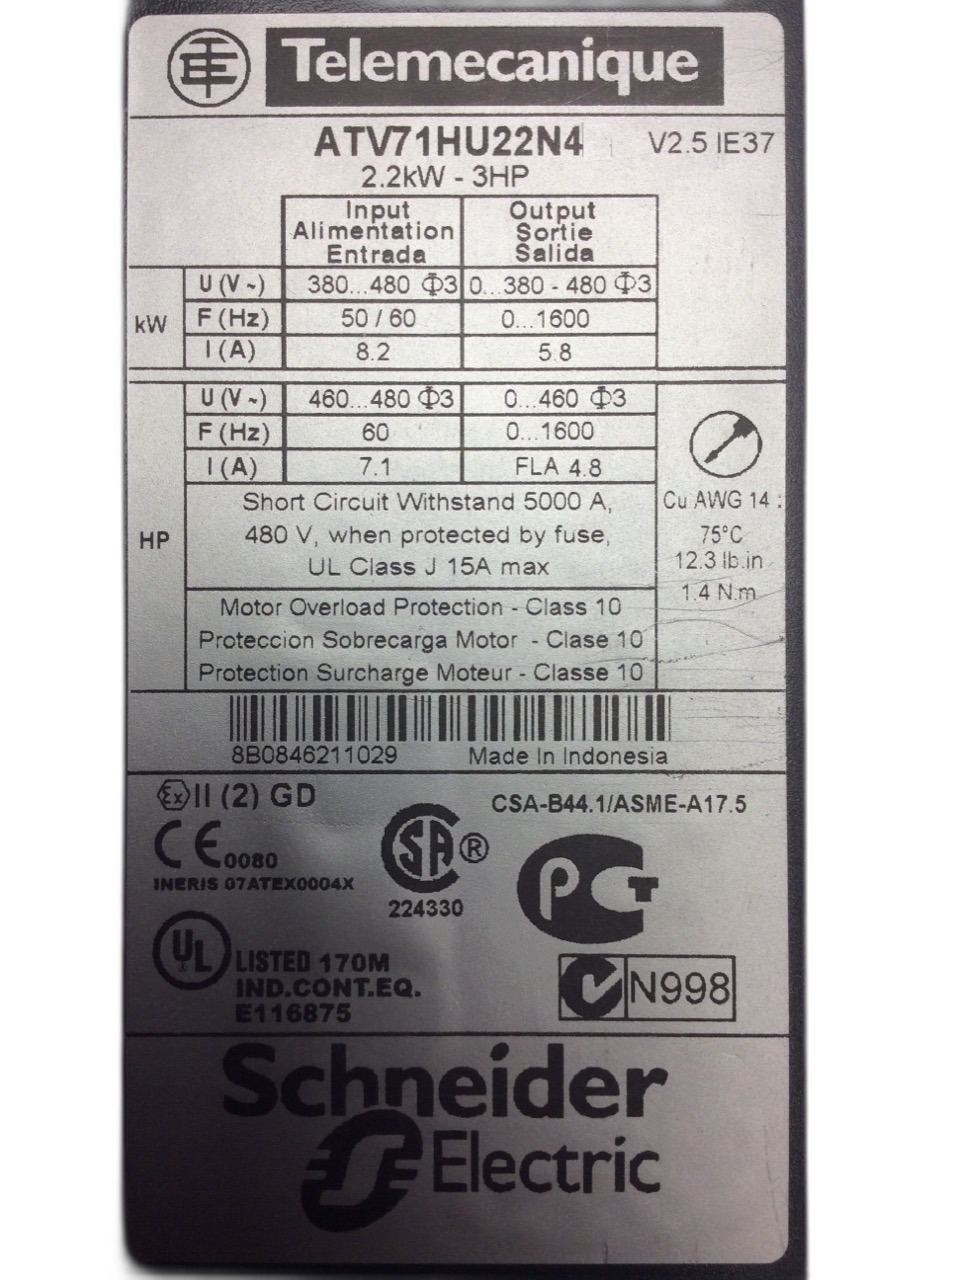 Telemecanique
ATV71HU22N4 V2.5 IE37
2.2kW - 3HP
Input Output
Alimentation Sortie
Entrada Salida
kW
U (V ~) 380...480 Φ3 0...380 - 480 Φ3
F (Hz) 50 / 60 0...1600
I (A) 8.2 5.8
HP
U (V ~) 460...480 Φ3 0...460 Φ3
F (Hz) 60 0...1600
I (A) 7.1 FLA 4.8
Short Circuit Withstand 5000 A,
480 V, when protected by fuse,
UL Class J 15A max
Cu AWG 14 :
75°C
12.3 lb.in
1.4 N.m
Motor Overload Protection - Class 10
Proteccion Sobrecarga Motor - Clase 10
Protection Surcharge Moteur - Classe 10
8B0846211029 Made In Indonesia
Ex II (2) GD
CSA-B44.1/ASME-A17.5
CE 0080
INERIS 07ATEX0004X
SA ®
224330
PCT
UL LISTED 170M
IND.CONT.EQ.
E116875
N998
Schneider
Electric